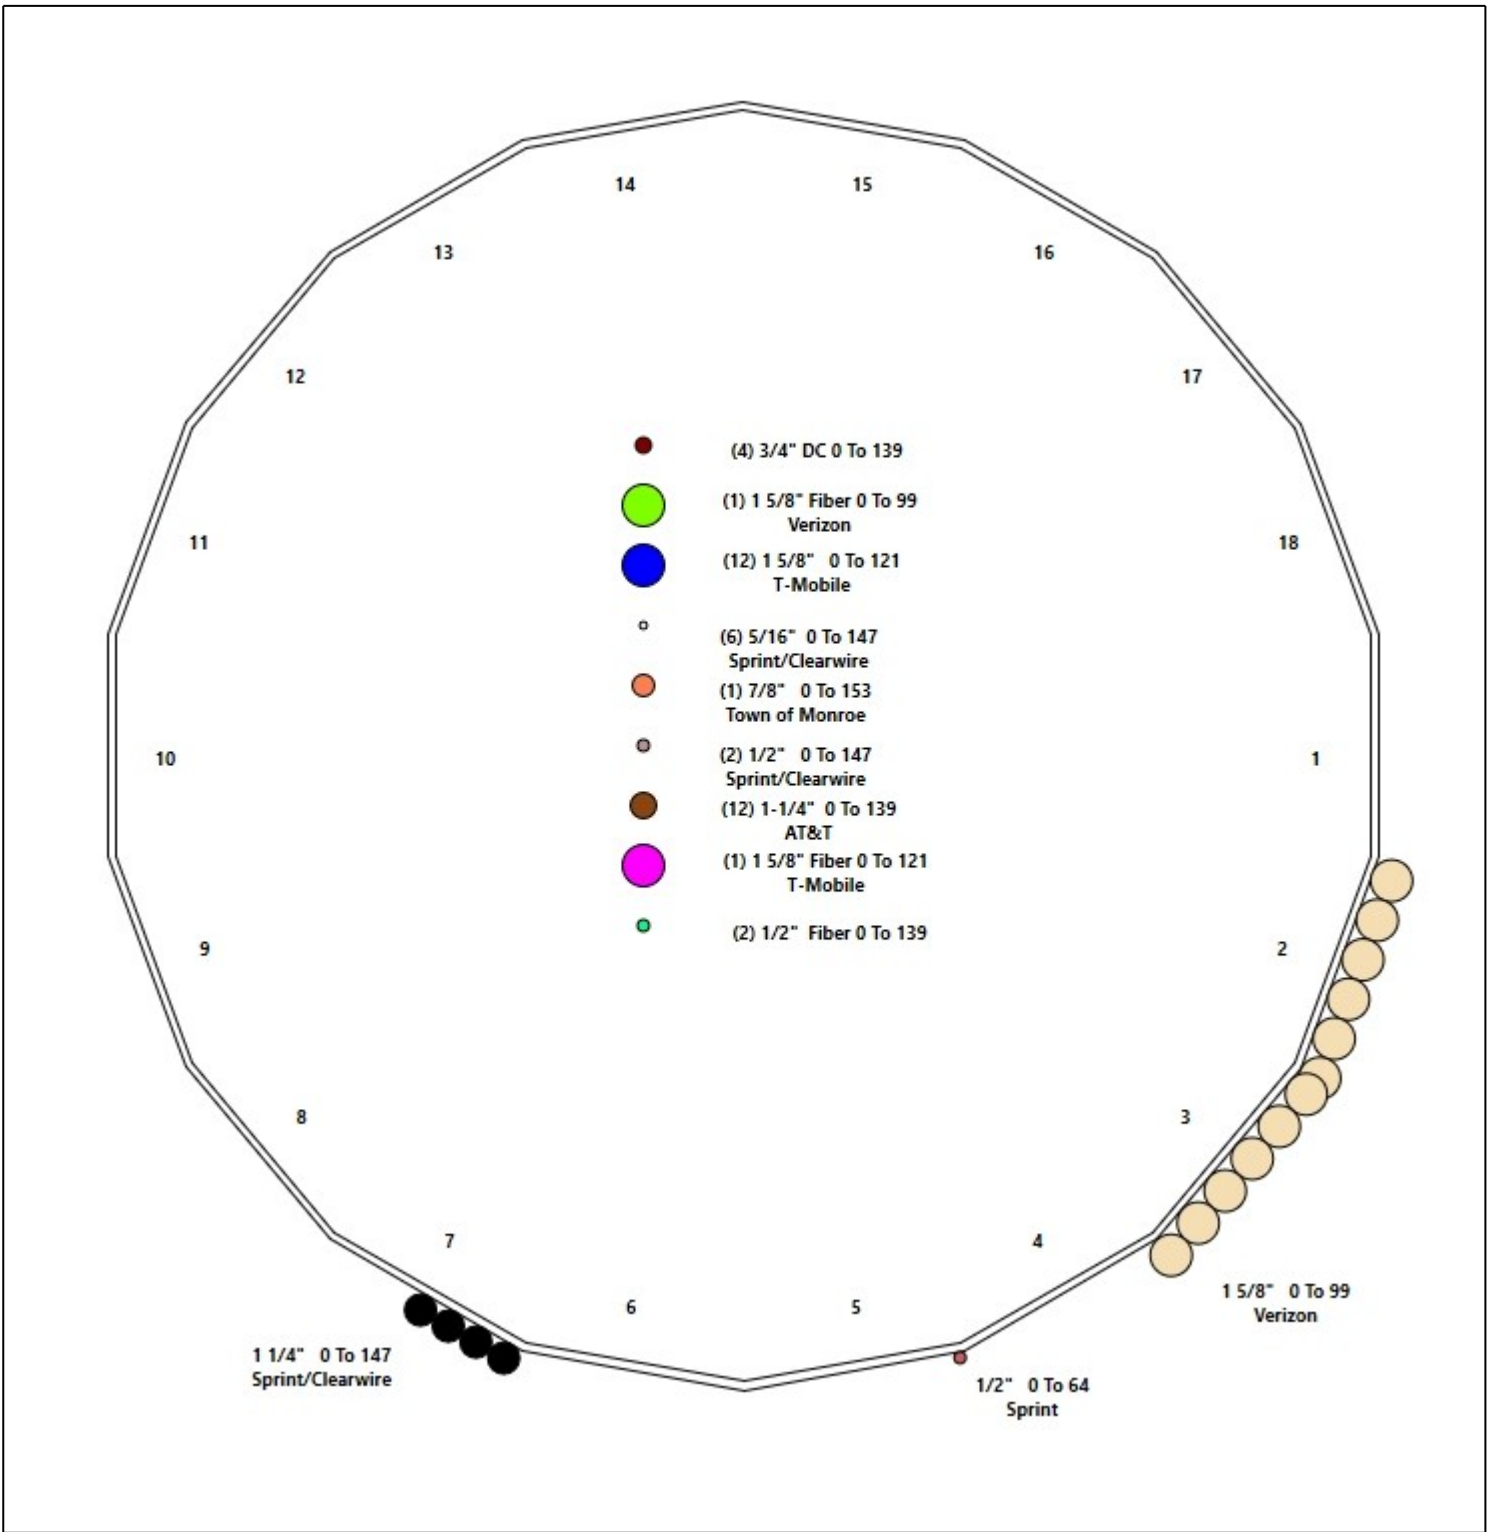 14
15
13
16
12
17
(4) 3/4" DC 0 To 139
(1) 1 5/8" Fiber 0 To 99
Verizon
11
18
(12) 1 5/8" 0 To 121
T-Mobile
(6) 5/16" 0 To 147
Sprint/Clearwire
(1) 7/8" 0 To 153
Town of Monroe
10
1
(2) 1/2" 0 To 147
Sprint/Clearwire
(12) 1-1/4" 0 To 139
AT&T
(1) 1 5/8" Fiber 0 To 121
T-Mobile
(2) 1/2" Fiber 0 To 139
9
2
8
3
7
4
6
5
1 5/8" 0 To 99
Verizon
1 1/4" 0 To 147
Sprint/Clearwire
1/2" 0 To 64
Sprint